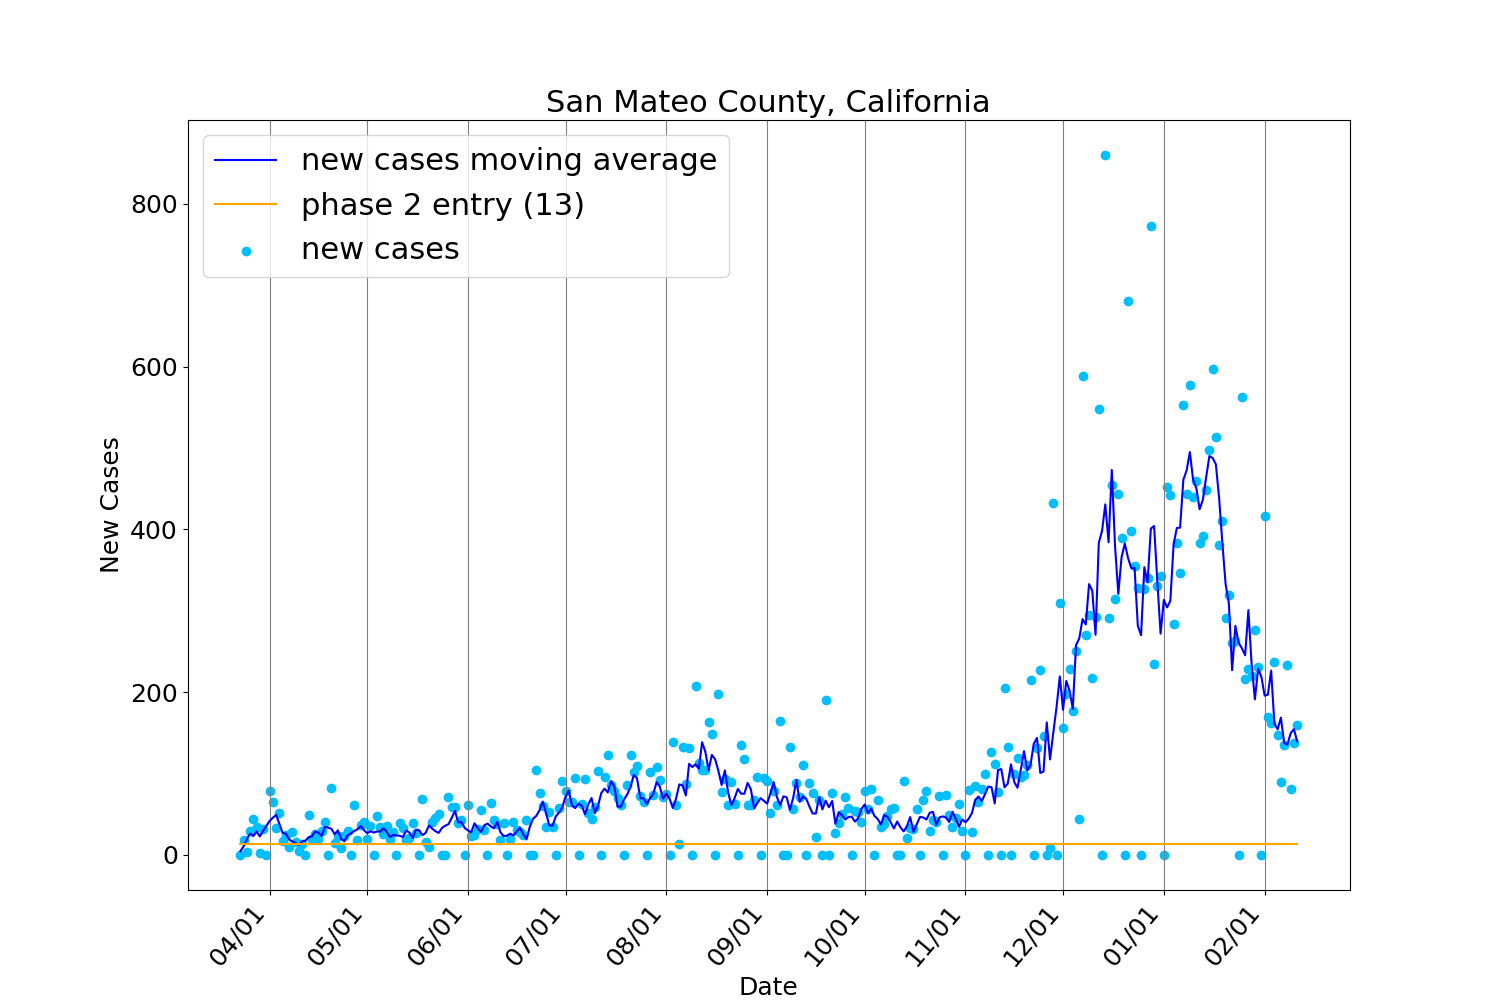 San Mateo County, California
new cases moving average
phase 2 entry (13)
new cases
800
600
400
200
0
New Cases
04/01
05/01
06/01
07/01
08/01
09/01
10/01
11/01
12/01
01/01
02/01
Date